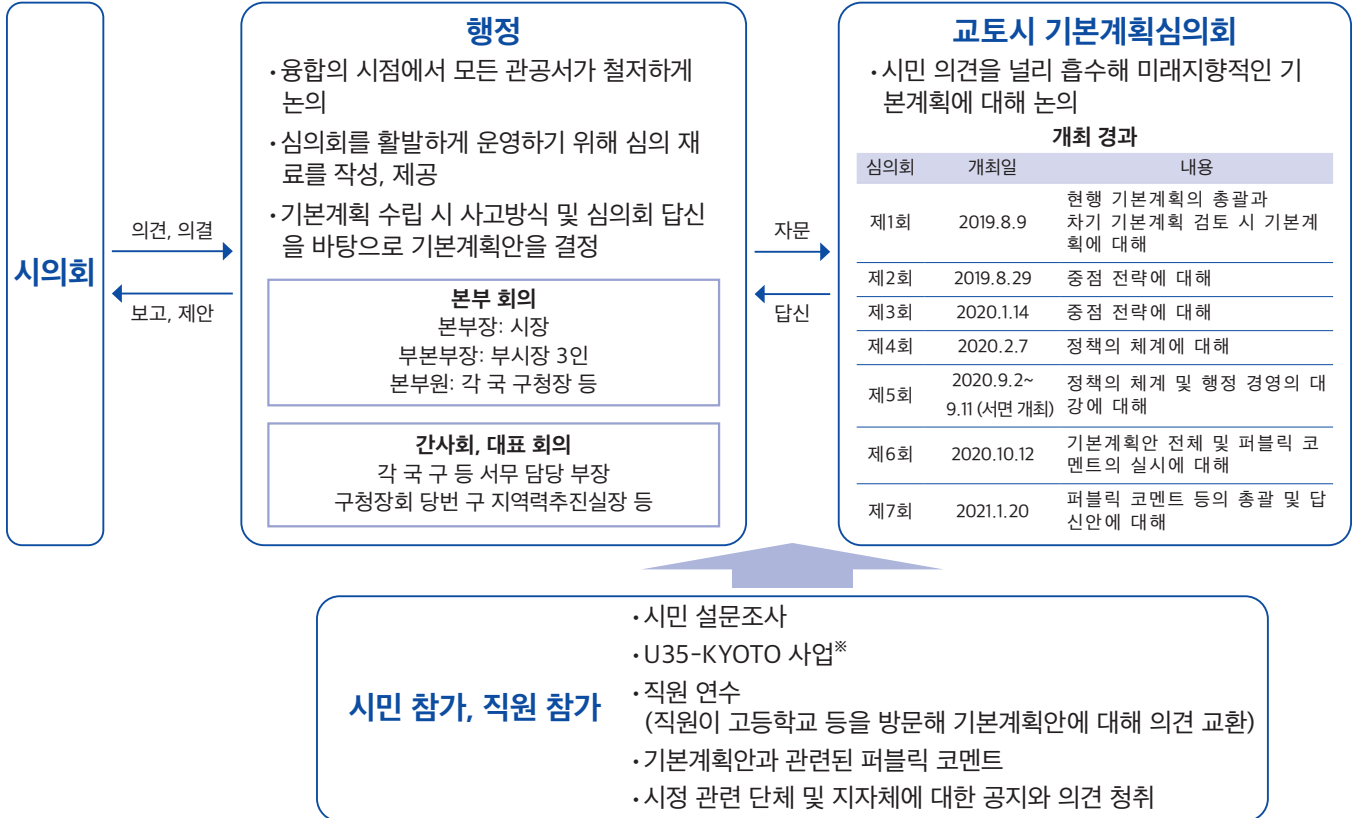 시의회
의견, 의결
보고, 제안
행정
·융합의 시점에서 모든 관공서가 철저하게
논의
·심의회를 활발하게 운영하기 위해 심의 재
료를 작성, 제공
·기본계획 수립 시 사고방식 및 심의회 답신
을 바탕으로 기본계획안을 결정
본부 회의
본부장: 시장
부본부장: 부시장 3인
본부원: 각 국 구청장 등
간사회, 대표 회의
각 국 구 등 서무 담당 부장
구청장회 당번 구 지역력추진실장 등
자문
답신
교토시 기본계획심의회
·시민 의견을 널리 흡수해 미래지향적인 기
본계획에 대해 논의
개최 경과
심의회 개최일 내용
제1회 2019.8.9 현행 기본계획의 총괄과
차기 기본계획 검토 시 기본계
획에 대해
제2회 2019.8.29 중점 전략에 대해
제3회 2020.1.14 중점 전략에 대해
제4회 2020.2.7 정책의 체계에 대해
제5회 2020.9.2~ 정책의 체계 및 행정 경영의 대
9.11 (서면 개최) 강에 대해
제6회 2020.10.12 기본계획안 전체 및 퍼블릭 코
멘트의 실시에 대해
제7회 2021.1.20 퍼블릭 코멘트 등의 총괄 및 답
신안에 대해
시민 참가, 직원 참가
·시민 설문조사
·U35-KYOTO 사업※
·직원 연수
(직원이 고등학교 등을 방문해 기본계획안에 대해 의견 교환)
·기본계획안과 관련된 퍼블릭 코멘트
·시정 관련 단체 및 지자체에 대한 공지와 의견 청취